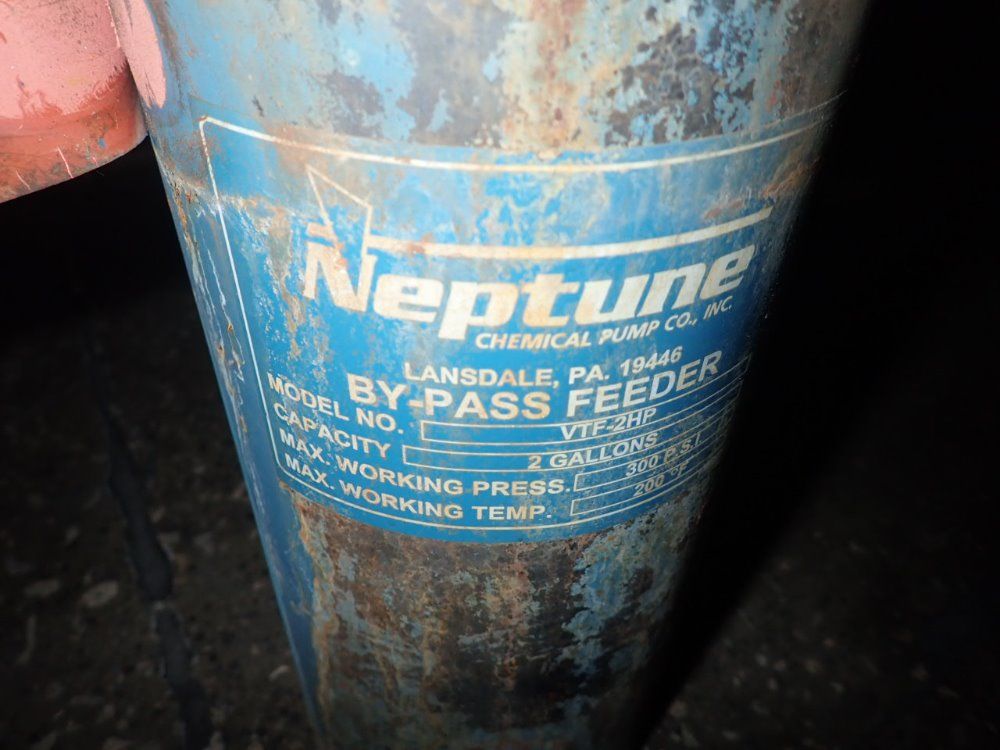 Neptune
CHEMICAL PUMP CO., INC.
LANSDALE, PA. 19446
BY-PASS FEEDER
MODEL NO. VTF-2HP
CAPACITY 2 GALLONS
MAX. WORKING PRESS. 300 P.S.I.
MAX. WORKING TEMP. 200 °F